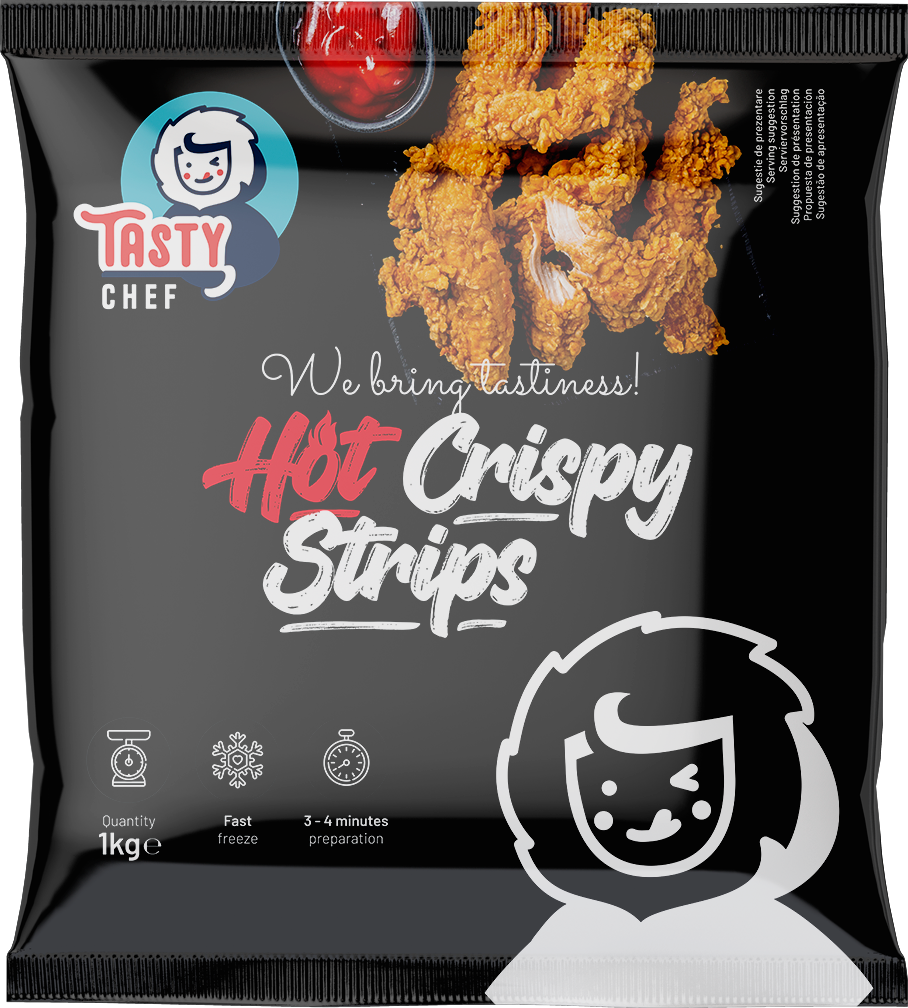 TASTY
CHEF
Sugestie de prezentare
Serving suggestion
Serviervorschlag
Suggestion de présentation
Propuesta de presentación
Sugestão de apresentação
We bring tastiness!
Hot Crispy
Strips
Quantity
1kg℮
Fast
freeze
3 - 4 minutes
preparation